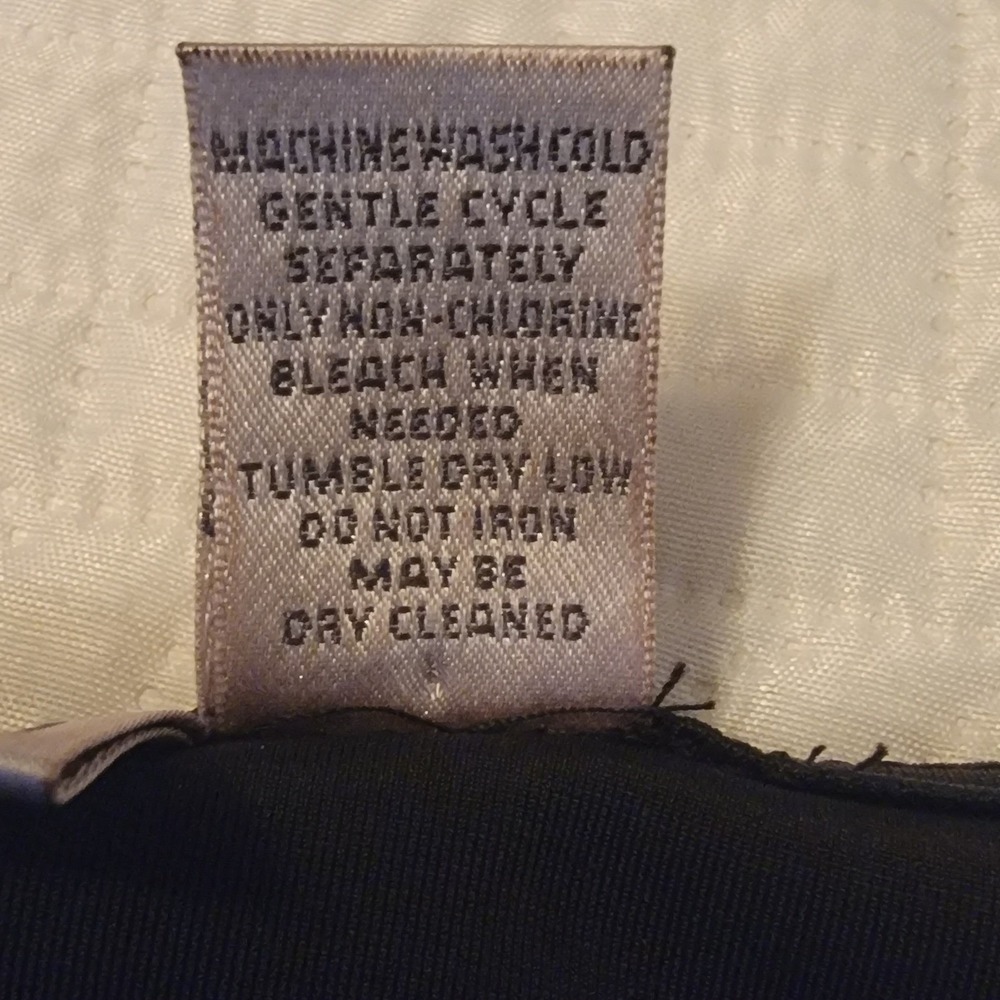 MACHINE WASH COLD
GENTLE CYCLE
SEPARATELY
ONLY NON-CHLORINE
BLEACH WHEN
NEEDED
TUMBLE DRY LOW
DO NOT IRON
MAY BE
DRY CLEANED